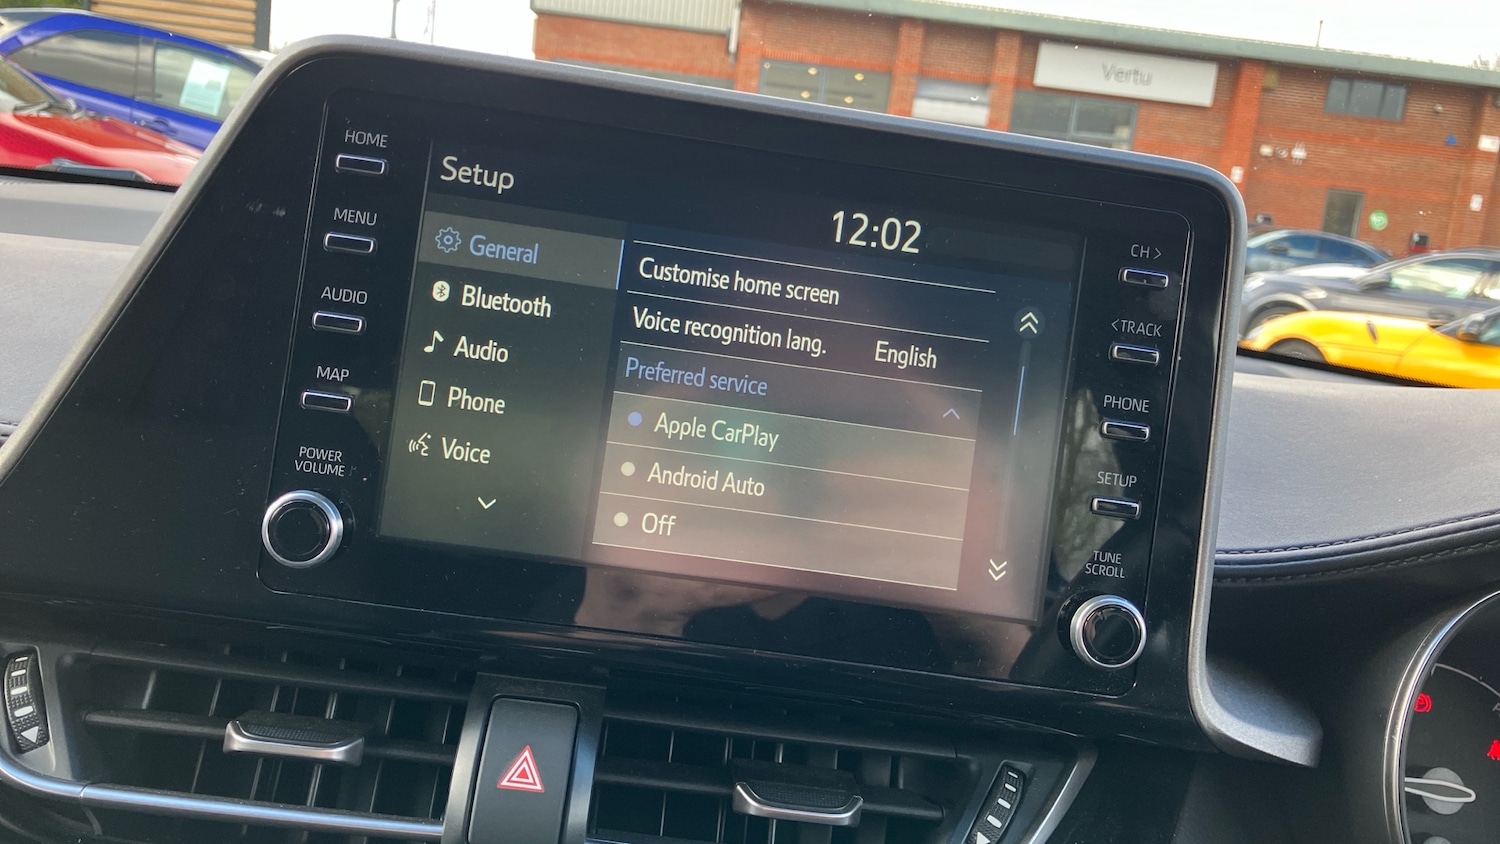 Vertu
HOME
MENU
AUDIO
MAP
POWER
VOLUME
Setup
12:02
General
Bluetooth
Audio
Phone
Voice
Customise home screen
Voice recognition lang. English
Preferred service
Apple CarPlay
Android Auto
Off
CH >
<TRACK
PHONE
SETUP
TUNE
SCROLL